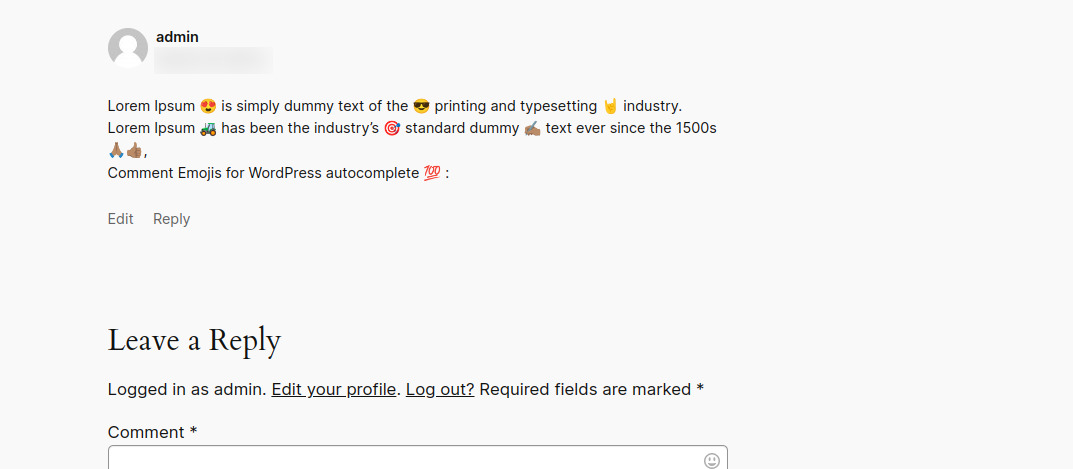 admin
Lorem Ipsum 😍 is simply dummy text of the 😎 printing and typesetting 🤘 industry.
Lorem Ipsum 🚜 has been the industry’s 🎯 standard dummy ✍🏽 text ever since the 1500s
🙏🏽👍🏽,
Comment Emojis for WordPress autocomplete 💯 :
Edit Reply
Leave a Reply
Logged in as admin. Edit your profile. Log out? Required fields are marked *
Comment *